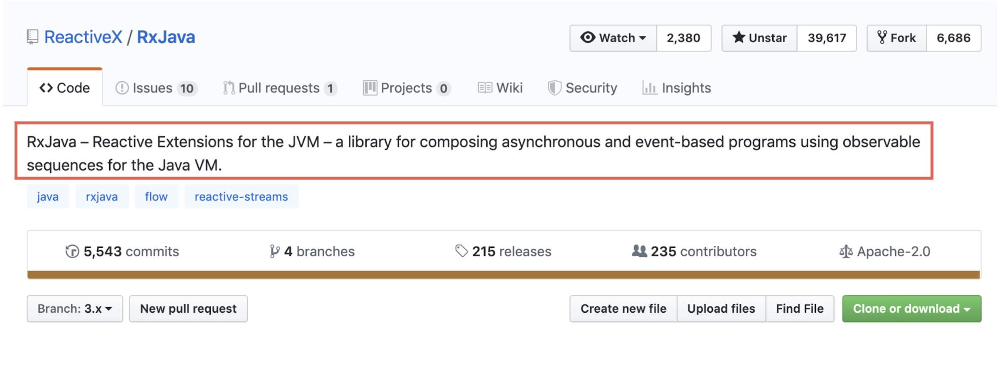 ReactiveX / RxJava
Watch 2,380 Unstar 39,617 Fork 6,686
Code Issues 10 Pull requests 1 Projects 0 Wiki Security Insights
RxJava – Reactive Extensions for the JVM – a library for composing asynchronous and event-based programs using observable
sequences for the Java VM.
java rxjava flow reactive-streams
5,543 commits 4 branches 215 releases 235 contributors Apache-2.0
Branch: 3.x New pull request Create new file Upload files Find File Clone or download